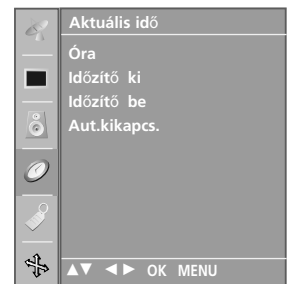 Aktuális idő
Óra
Időzítő ki
Időzítő be
Aut.kikapcs.
▲▼ ◄► OK MENU